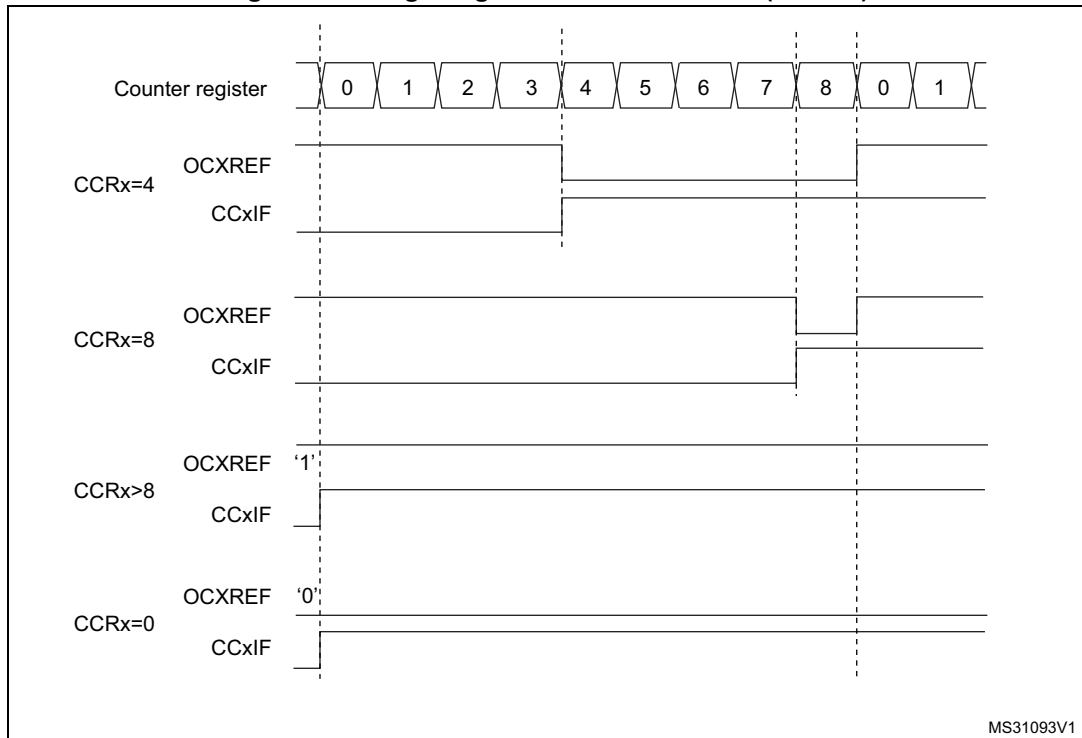 Counter register 0 1 2 3 4 5 6 7 8 0 1
OCXREF
CCRx=4
CCxIF
OCXREF
CCRx=8
CCxIF
OCXREF '1'
CCRx>8
CCxIF
OCXREF '0'
CCRx=0
CCxIF
MS31093V1